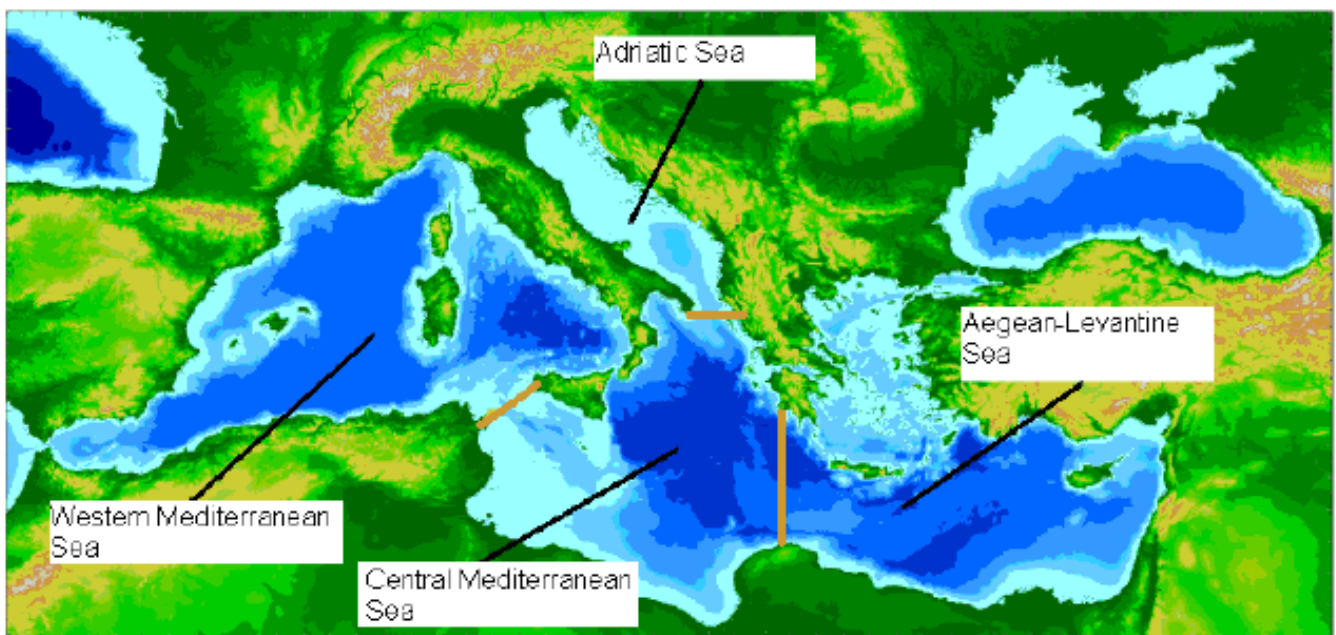 Adriatic Sea
Aegean-Levantine
Sea
Western Mediterranean
Sea
Central Mediterranean
Sea